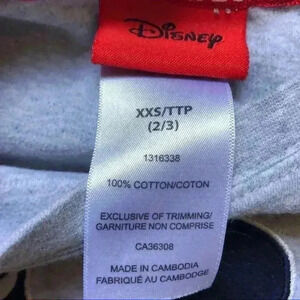 Disney
XXS/TTP
(2/3)
1316338
100% COTTON/COTON
EXCLUSIVE OF TRIMMING/
GARNITURE NON COMPRISE
CA36308
MADE IN CAMBODIA
FABRIQUÉ AU CAMBODGE